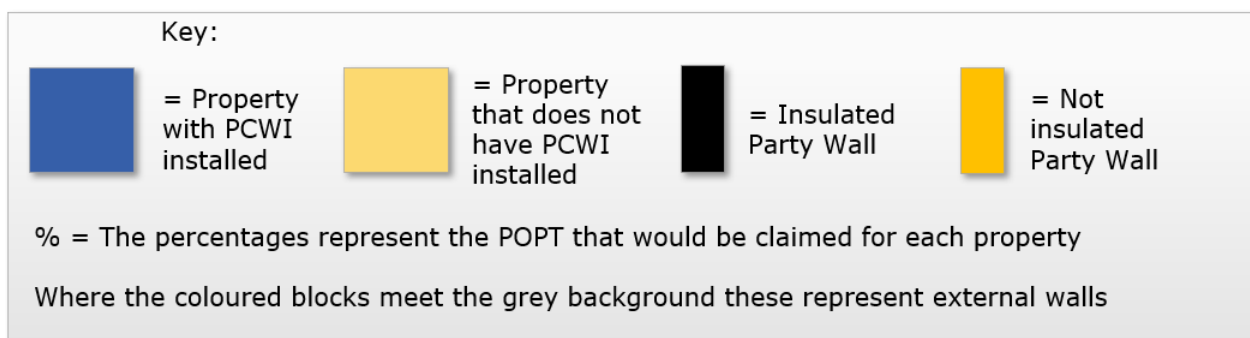 Key:
= Property
with PCWI
installed
= Property
that does not
have PCWI
installed
= Insulated
Party Wall
= Not
insulated
Party Wall
% = The percentages represent the POPT that would be claimed for each property
Where the coloured blocks meet the grey background these represent external walls